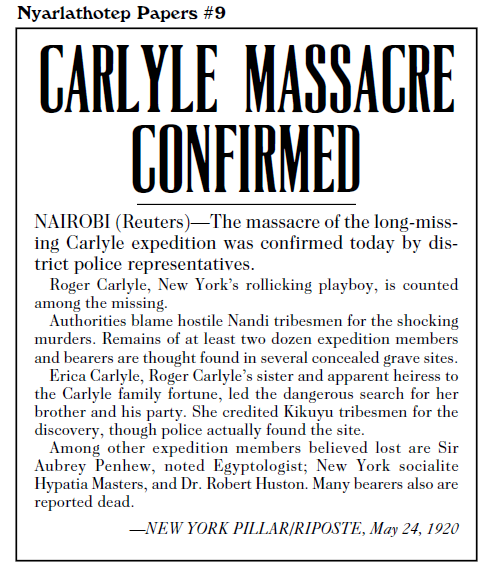 Nyarlathotep Papers #9
CARLYLE MASSACRE
CONFIRMED
NAIROBI (Reuters)—The massacre of the long-miss-
ing Carlyle expedition was confirmed today by dis-
trict police representatives.
Roger Carlyle, New York's rollicking playboy, is counted
among the missing.
Authorities blame hostile Nandi tribesmen for the shocking
murders. Remains of at least two dozen expedition members
and bearers are thought found in several concealed grave sites.
Erica Carlyle, Roger Carlyle's sister and apparent heiress to
the Carlyle family fortune, led the dangerous search for her
brother and his party. She credited Kikuyu tribesmen for the
discovery, though police actually found the site.
Among other expedition members believed lost are Sir
Aubrey Penhew, noted Egyptologist; New York socialite
Hypatia Masters, and Dr. Robert Huston. Many bearers also are
reported dead.
—NEW YORK PILLAR/RIPOSTE, May 24, 1920